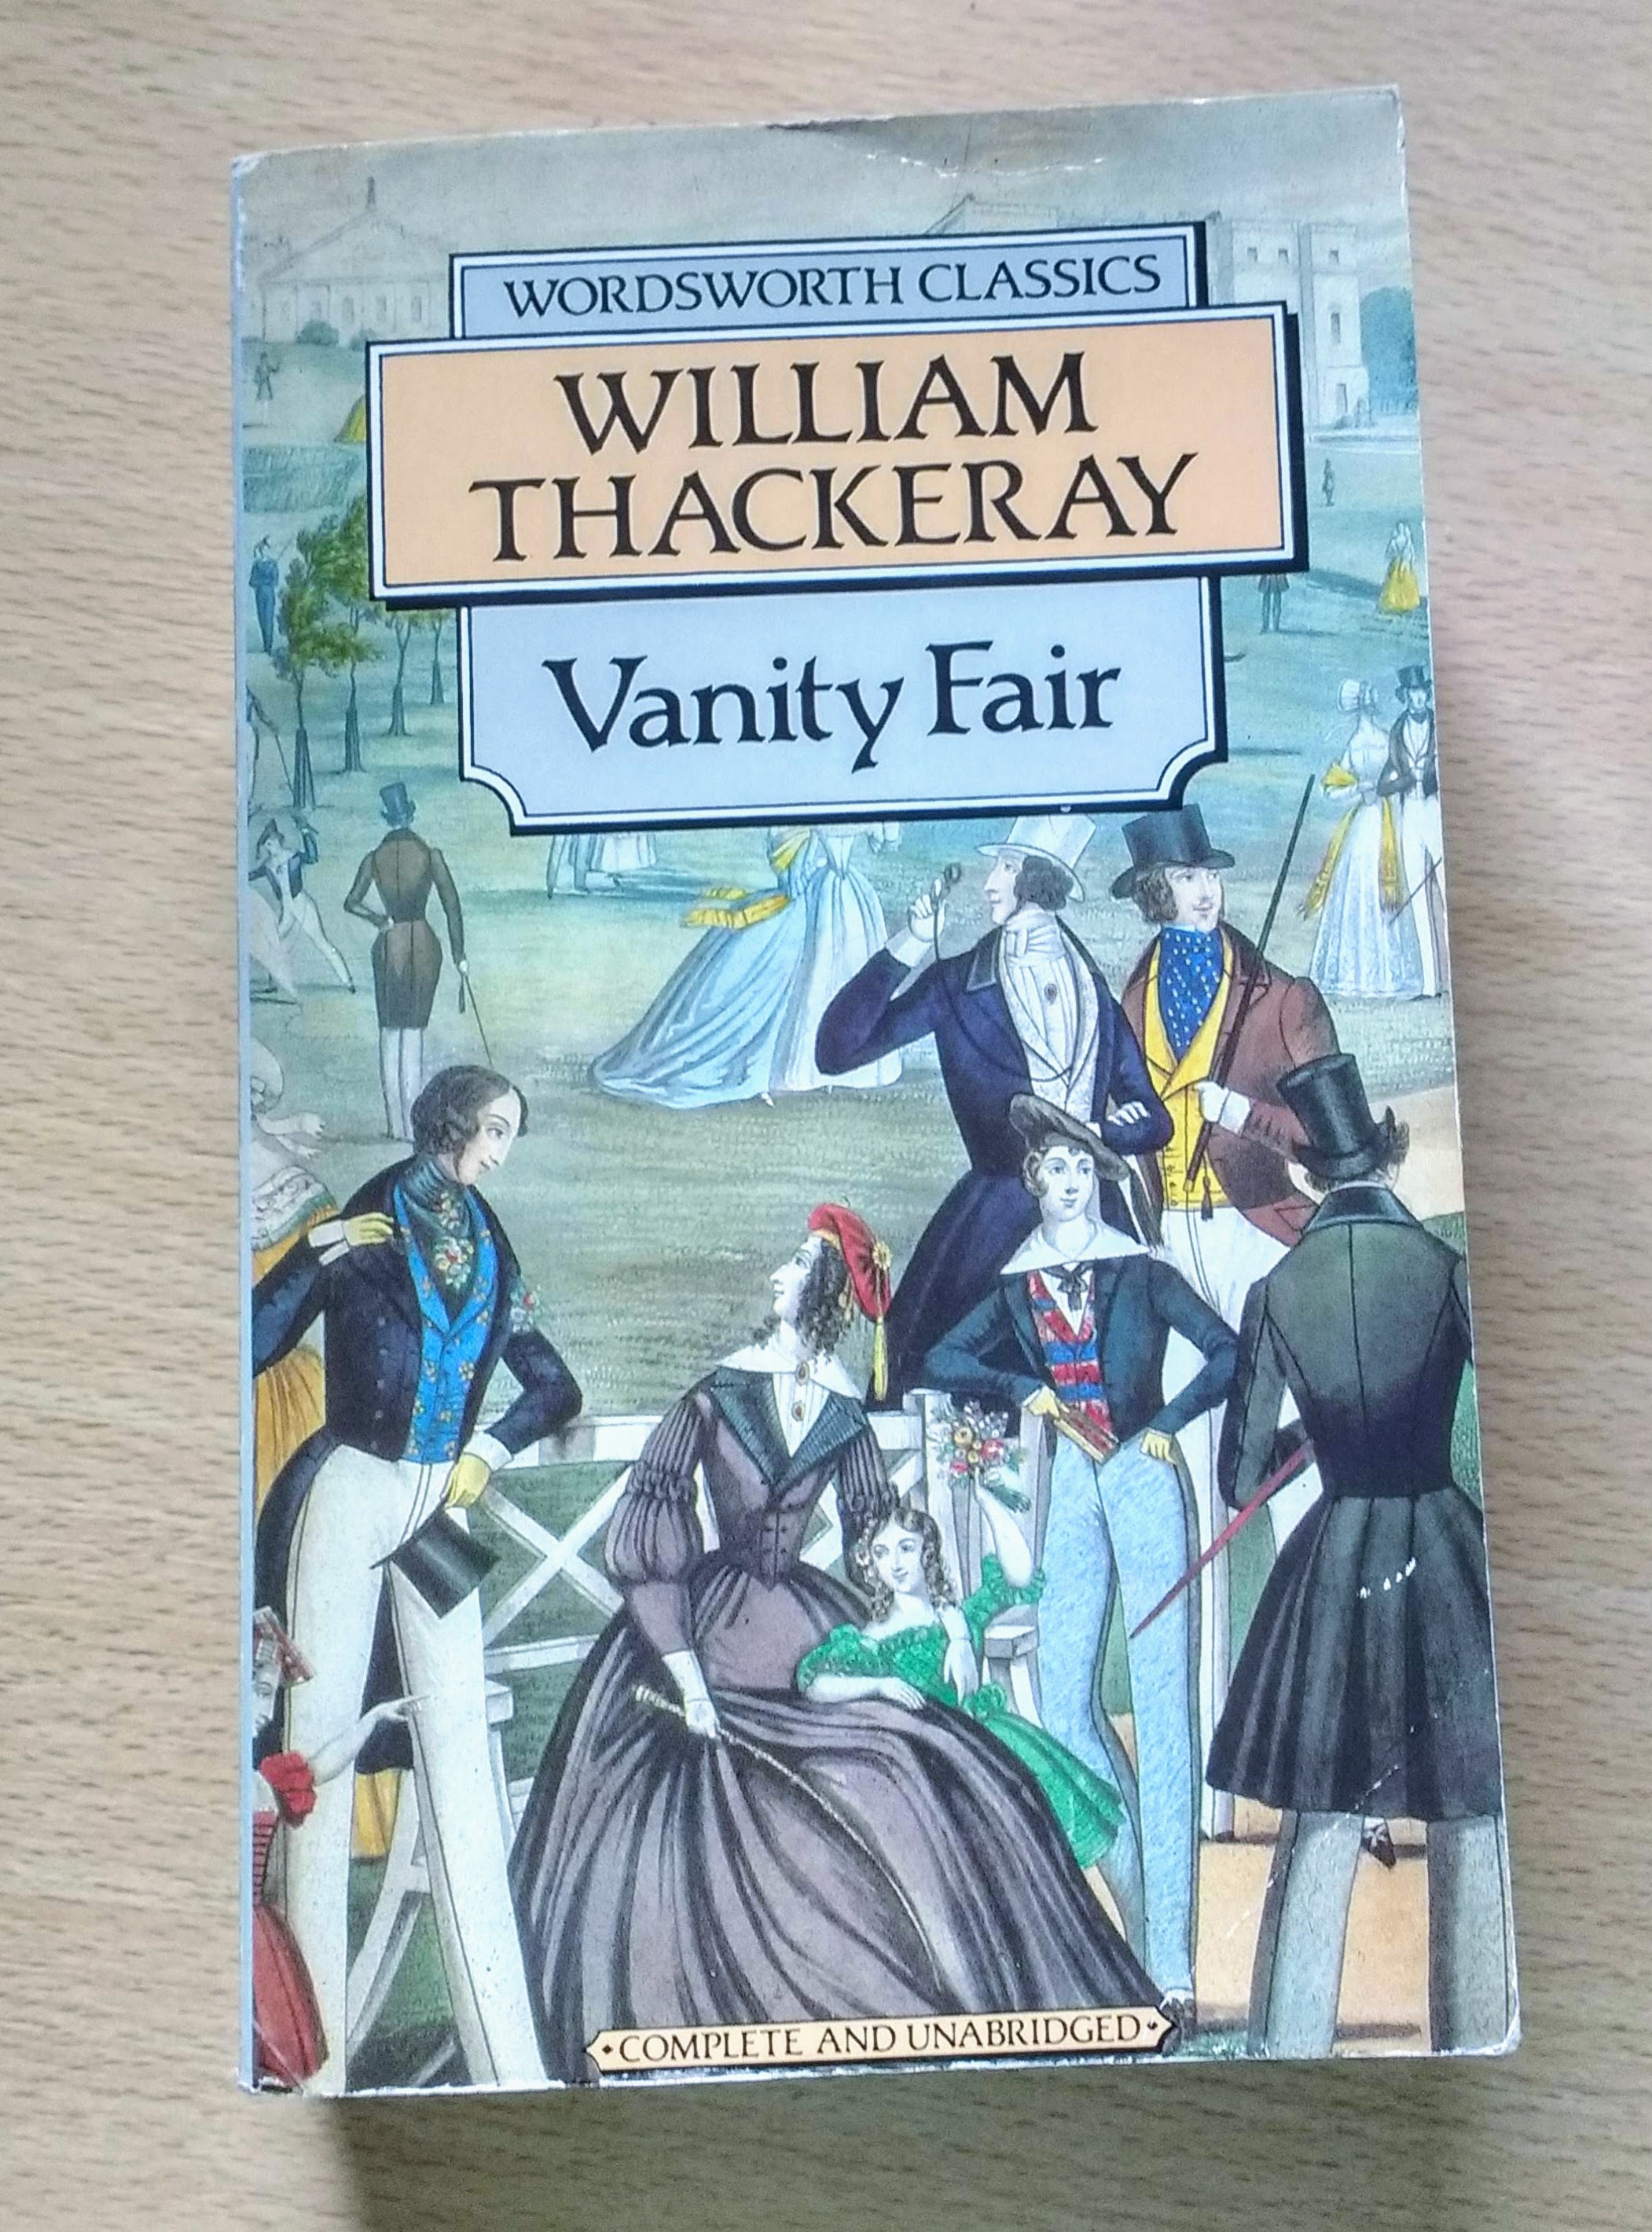 WORDSWORTH CLASSICS
WILLIAM
THACKERAY
Vanity Fair
COMPLETE AND UNABRIDGED